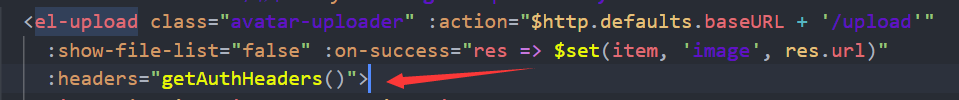 <el-upload class="avatar-uploader" :action="$http.defaults.baseURL + '/upload'"
:show-file-list="false" :on-success="res => $set(item, 'image', res.url)"
:headers="getAuthHeaders()">